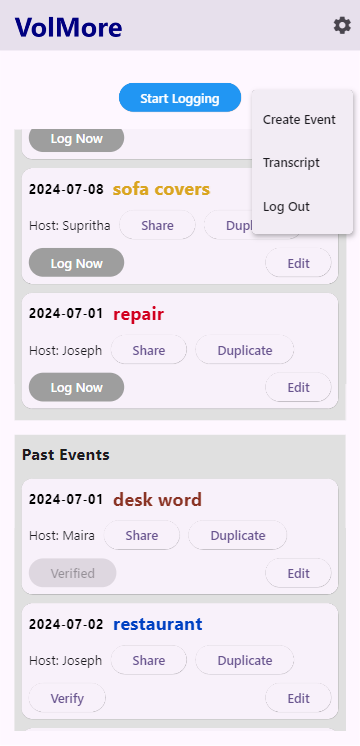 VolMore
Start Logging
Create Event
Transcript
Log Out
Log Now
2024-07-08 sofa covers
Host: Supritha Share
Log Now Edit
2024-07-01 repair
Host: Joseph Share Duplicate
Log Now Edit
Past Events
2024-07-01 desk word
Host: Maira Share Duplicate
Verified Edit
2024-07-02 restaurant
Host: Joseph Share Duplicate
Verify Edit